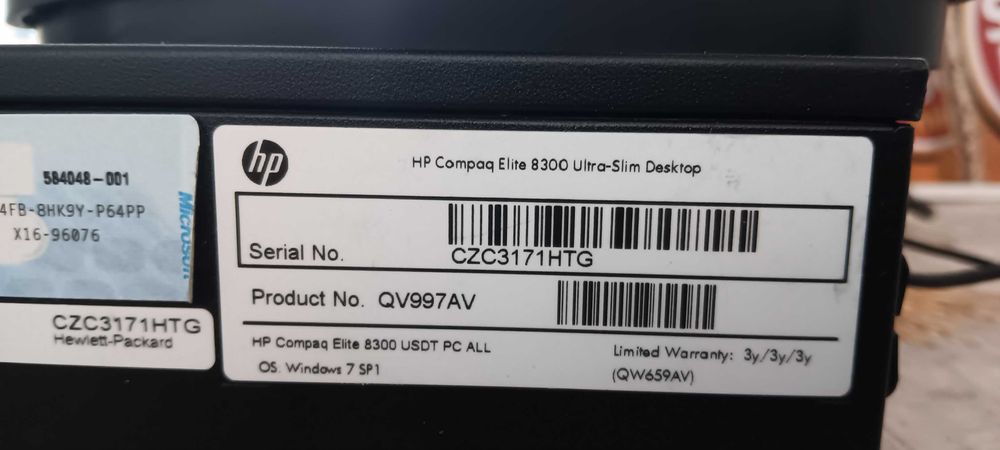 584048-001
4FB-8HK9Y-P64PP
X16-96076
Microsoft
CZC3171HTG
Hewlett-Packard
hp
HP Compaq Elite 8300 Ultra-Slim Desktop
Serial No.
CZC3171HTG
Product No. QV997AV
HP Compaq Elite 8300 USDT PC ALL
OS. Windows 7 SP1
Limited Warranty: 3y/3y/3y
(QW659AV)